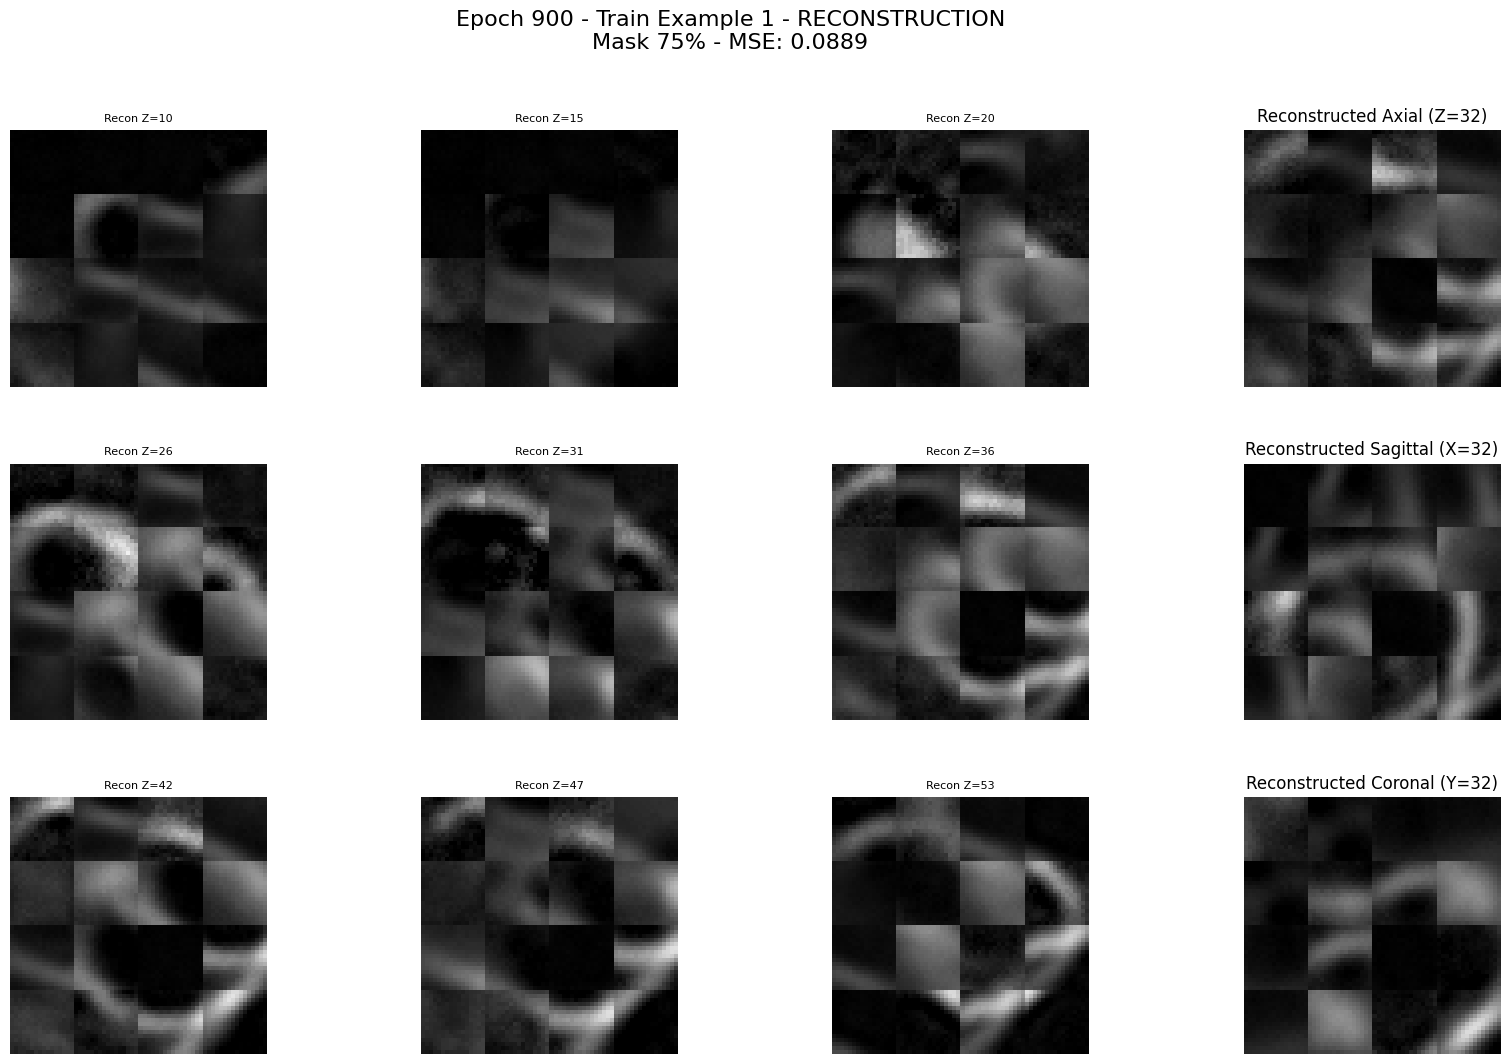 Epoch 900 - Train Example 1 - RECONSTRUCTION
Mask 75% - MSE: 0.0889
Recon Z=10
Recon Z=15
Recon Z=20
Reconstructed Axial (Z=32)
Recon Z=26
Recon Z=31
Recon Z=36
Reconstructed Sagittal (X=32)
Recon Z=42
Recon Z=47
Recon Z=53
Reconstructed Coronal (Y=32)